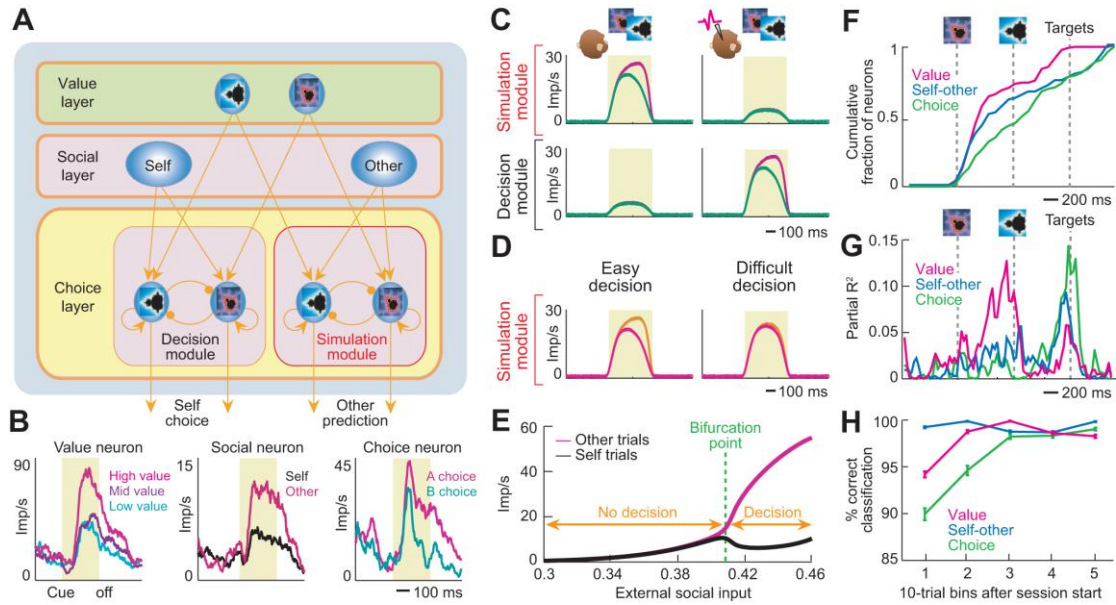 A
Value
layer
Social
layer
Self
Other
Choice
layer
Decision
module
Simulation
module
Self
choice
Other
prediction
B
Value neuron
Social neuron
Choice neuron
90
15
45
High value
Mid value
Low value
Self
Other
A choice
B choice
Imp/s
0
0
0
Cue off
100 ms
C
Simulation
module
30
Imp/s
0
Decision
module
30
Imp/s
0
100 ms
D
Easy
decision
Difficult
decision
Simulation
module
30
Imp/s
0
100 ms
E
Other trials
Self trials
Bifurcation
point
60
40
20
0
Imp/s
No decision
Decision
0.3
0.34
0.38
0.42
0.46
External social input
F
Targets
1
0
Value
Self-other
Choice
Cumulative
fraction of neurons
200 ms
G
Targets
0.15
0.10
0.05
0
Value
Self-other
Choice
Partial R²
200 ms
H
100
95
90
85
% correct
classification
Value
Self-other
Choice
1 2 3 4 5
10-trial bins after session start